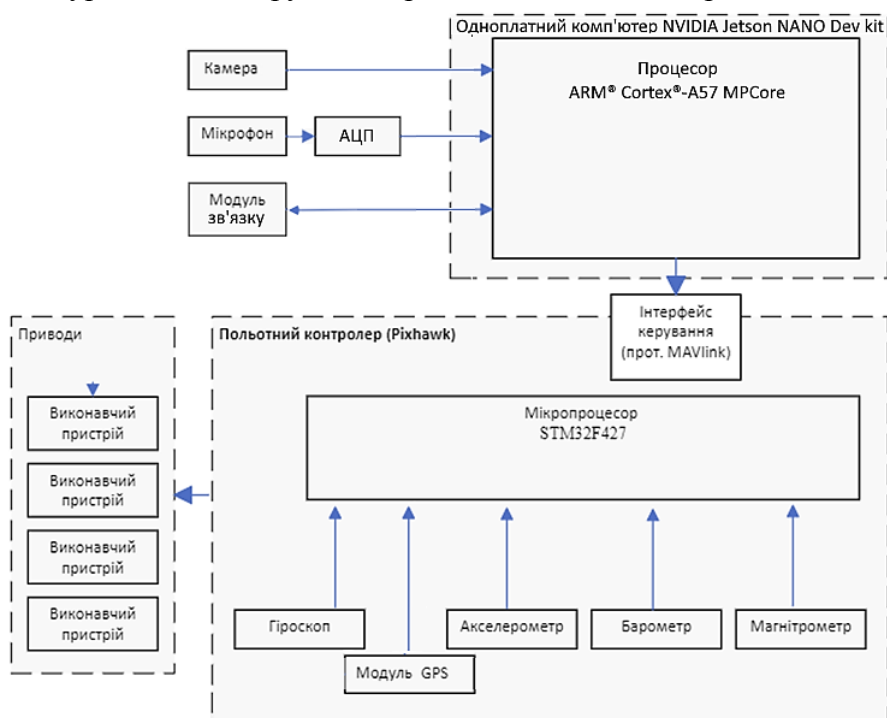 Одноплатний комп'ютер NVIDIA Jetson NANO Dev kit
Камера
Процесор
ARM® Cortex®-A57 MPCore
Мікрофон
АЦП
Модуль
зв'язку
Інтерфейс
керування
(прот. MAVlink)
Приводи
Польотний контролер (Pixhawk)
Виконавчий
пристрій
Виконавчий
пристрій
Виконавчий
пристрій
Виконавчий
пристрій
Мікропроцесор
STM32F427
Гіроскоп
Акселерометр
Барометр
Магнітрометр
Модуль GPS